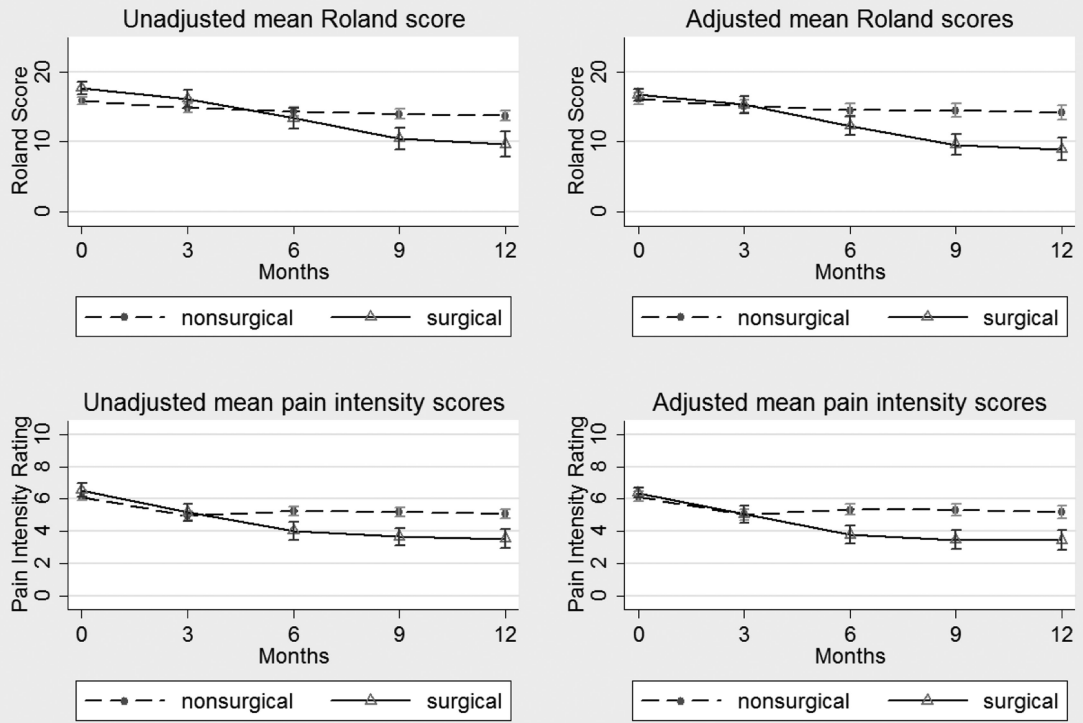 Unadjusted mean Roland score
Roland Score
20
10
0
0 3 6 9 12
Months
nonsurgical surgical
Adjusted mean Roland scores
Roland Score
20
10
0
0 3 6 9 12
Months
nonsurgical surgical
Unadjusted mean pain intensity scores
Pain Intensity Rating
10
8
6
4
2
0
0 3 6 9 12
Months
nonsurgical surgical
Adjusted mean pain intensity scores
Pain Intensity Rating
10
8
6
4
2
0
0 3 6 9 12
Months
nonsurgical surgical